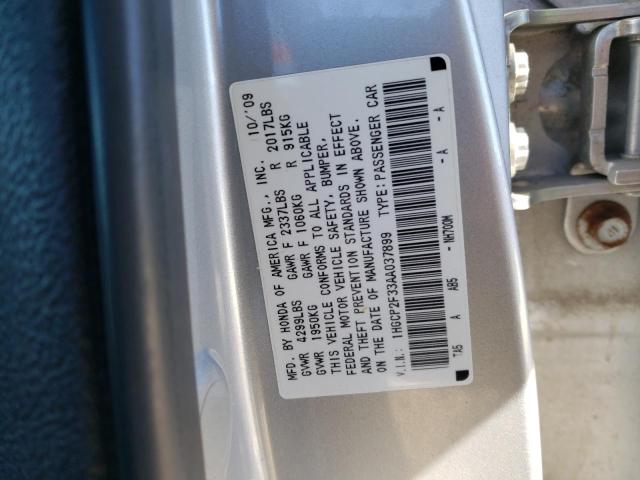 MFD. BY HONDA OF AMERICA MFG., INC. 10/'09
GVWR 4299LBS GAWR F 2337LBS R 2017LBS
GVWR 1950KG GAWR F 1060KG R 915KG
THIS VEHICLE CONFORMS TO ALL APPLICABLE
FEDERAL MOTOR VEHICLE SAFETY, BUMPER,
AND THEFT PREVENTION STANDARDS IN EFFECT
ON THE DATE OF MANUFACTURE SHOWN ABOVE.
V.I.N.: 1HGCP2F33AA037899 TYPE:PASSENGER CAR
TA5 A AB5 - NH700M - A - A